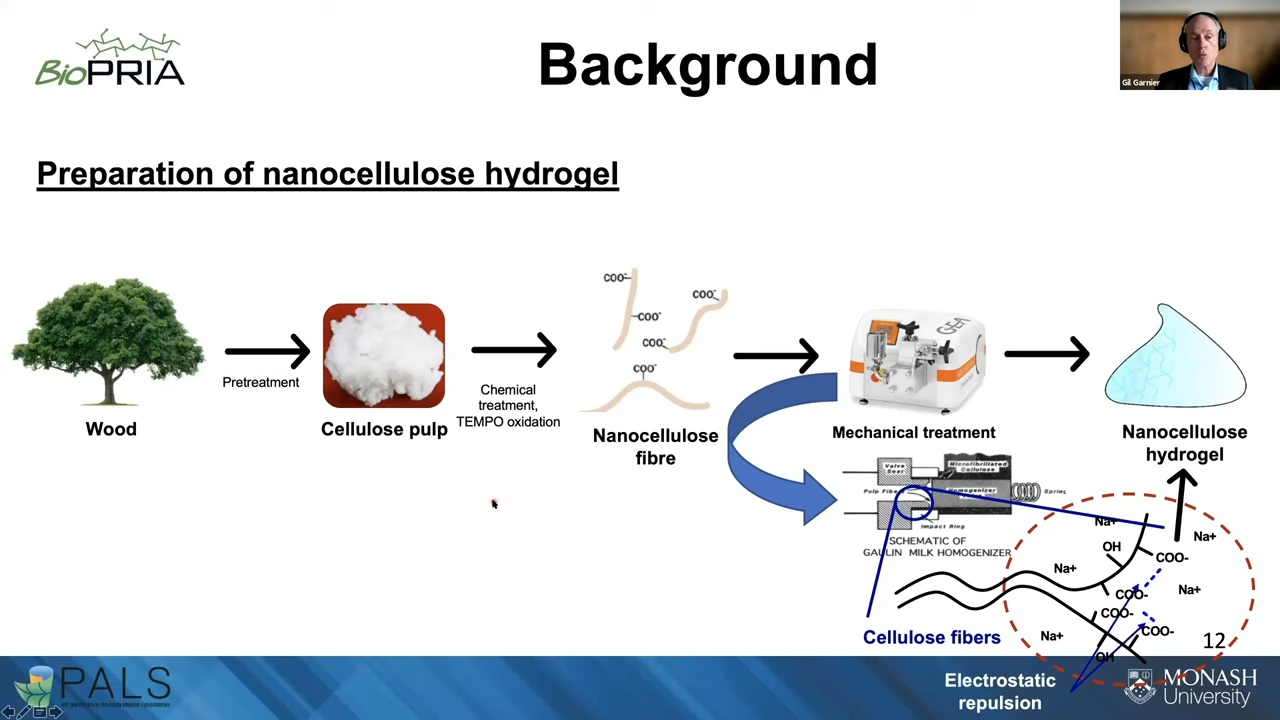 BioPRIA
Background
Gil Garnier
Preparation of nanocellulose hydrogel
Wood
Pretreatment
Cellulose pulp
Chemical
treatment,
TEMPO oxidation
COO-
COO-
COO-
COO-
COO-
Nanocellulose
fibre
GEA
Mechanical treatment
Nanocellulose
hydrogel
Valve
Seat
Microfibrillated
Cellulose
Pulp Fibers
Homogenizer
Spring
Impact Ring
SCHEMATIC OF
GAULIN MILK HOMOGENIZER
Na+
Na+
OH
COO-
Na+
Na+
COO-
COO-
COO-
Na+
OH
Cellulose fibers
12
Electrostatic
repulsion
PALS
MONASH
University